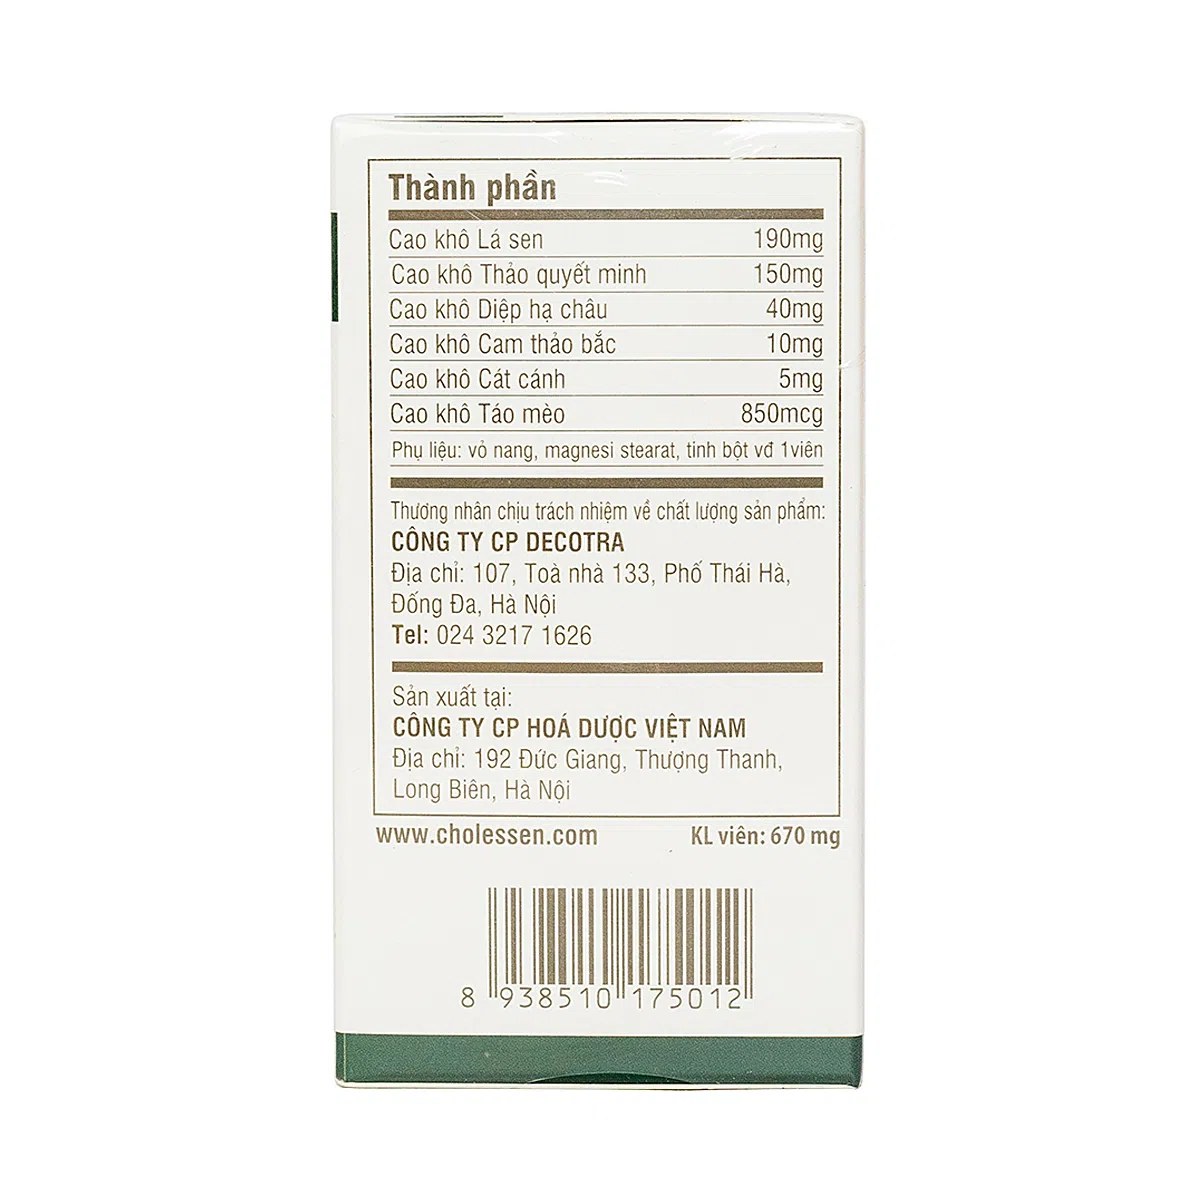 Thành phần
Cao khô Lá sen 190mg
Cao khô Thảo quyết minh 150mg
Cao khô Diệp hạ châu 40mg
Cao khô Cam thảo bắc 10mg
Cao khô Cát cánh 5mg
Cao khô Táo mèo 850mcg
Phụ liệu: vỏ nang, magnesi stearat, tinh bột vđ 1viên
Thương nhân chịu trách nhiệm về chất lượng sản phẩm:
CÔNG TY CP DECOTRA
Địa chỉ: 107, Toà nhà 133, Phố Thái Hà,
Đống Đa, Hà Nội
Tel: 024 3217 1626
Sản xuất tại:
CÔNG TY CP HOÁ DƯỢC VIỆT NAM
Địa chỉ: 192 Đức Giang, Thượng Thanh,
Long Biên, Hà Nội
www.cholessen.com KL viên: 670 mg
8 938510 175012